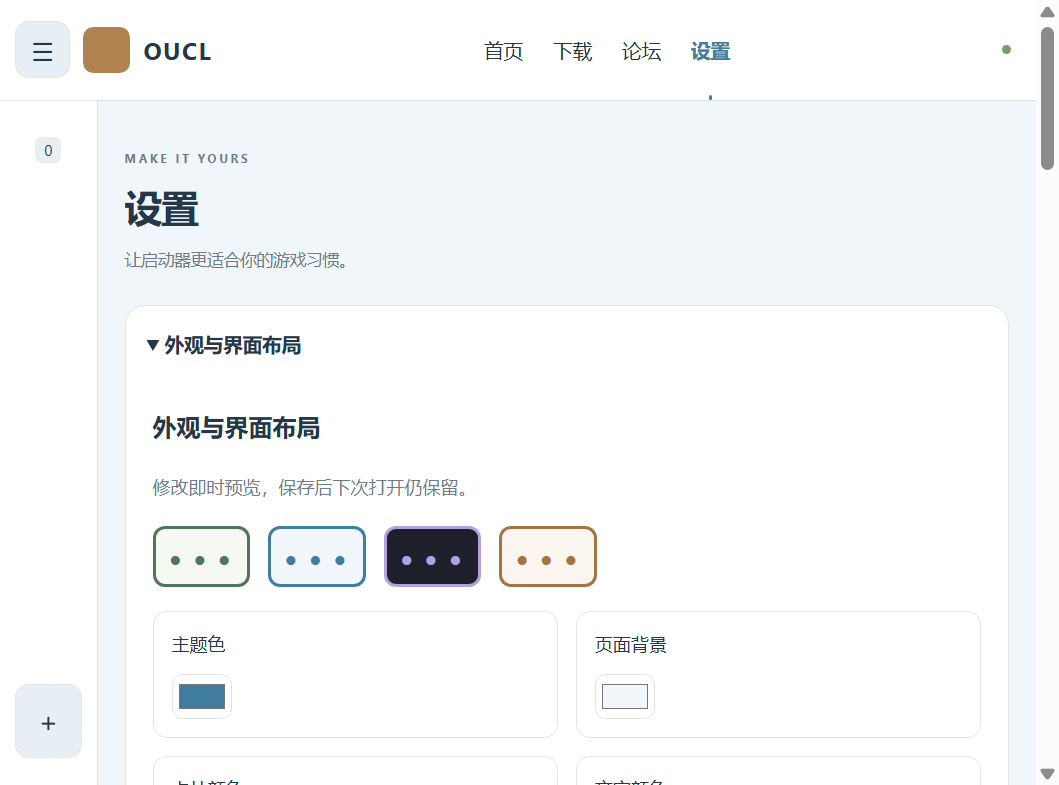 ☰ OUCL 首页 下载 论坛 设置
0
MAKE IT YOURS
设置
让启动器更适合你的游戏习惯。
▼外观与界面布局
外观与界面布局
修改即时预览，保存后下次打开仍保留。
主题色 页面背景
+